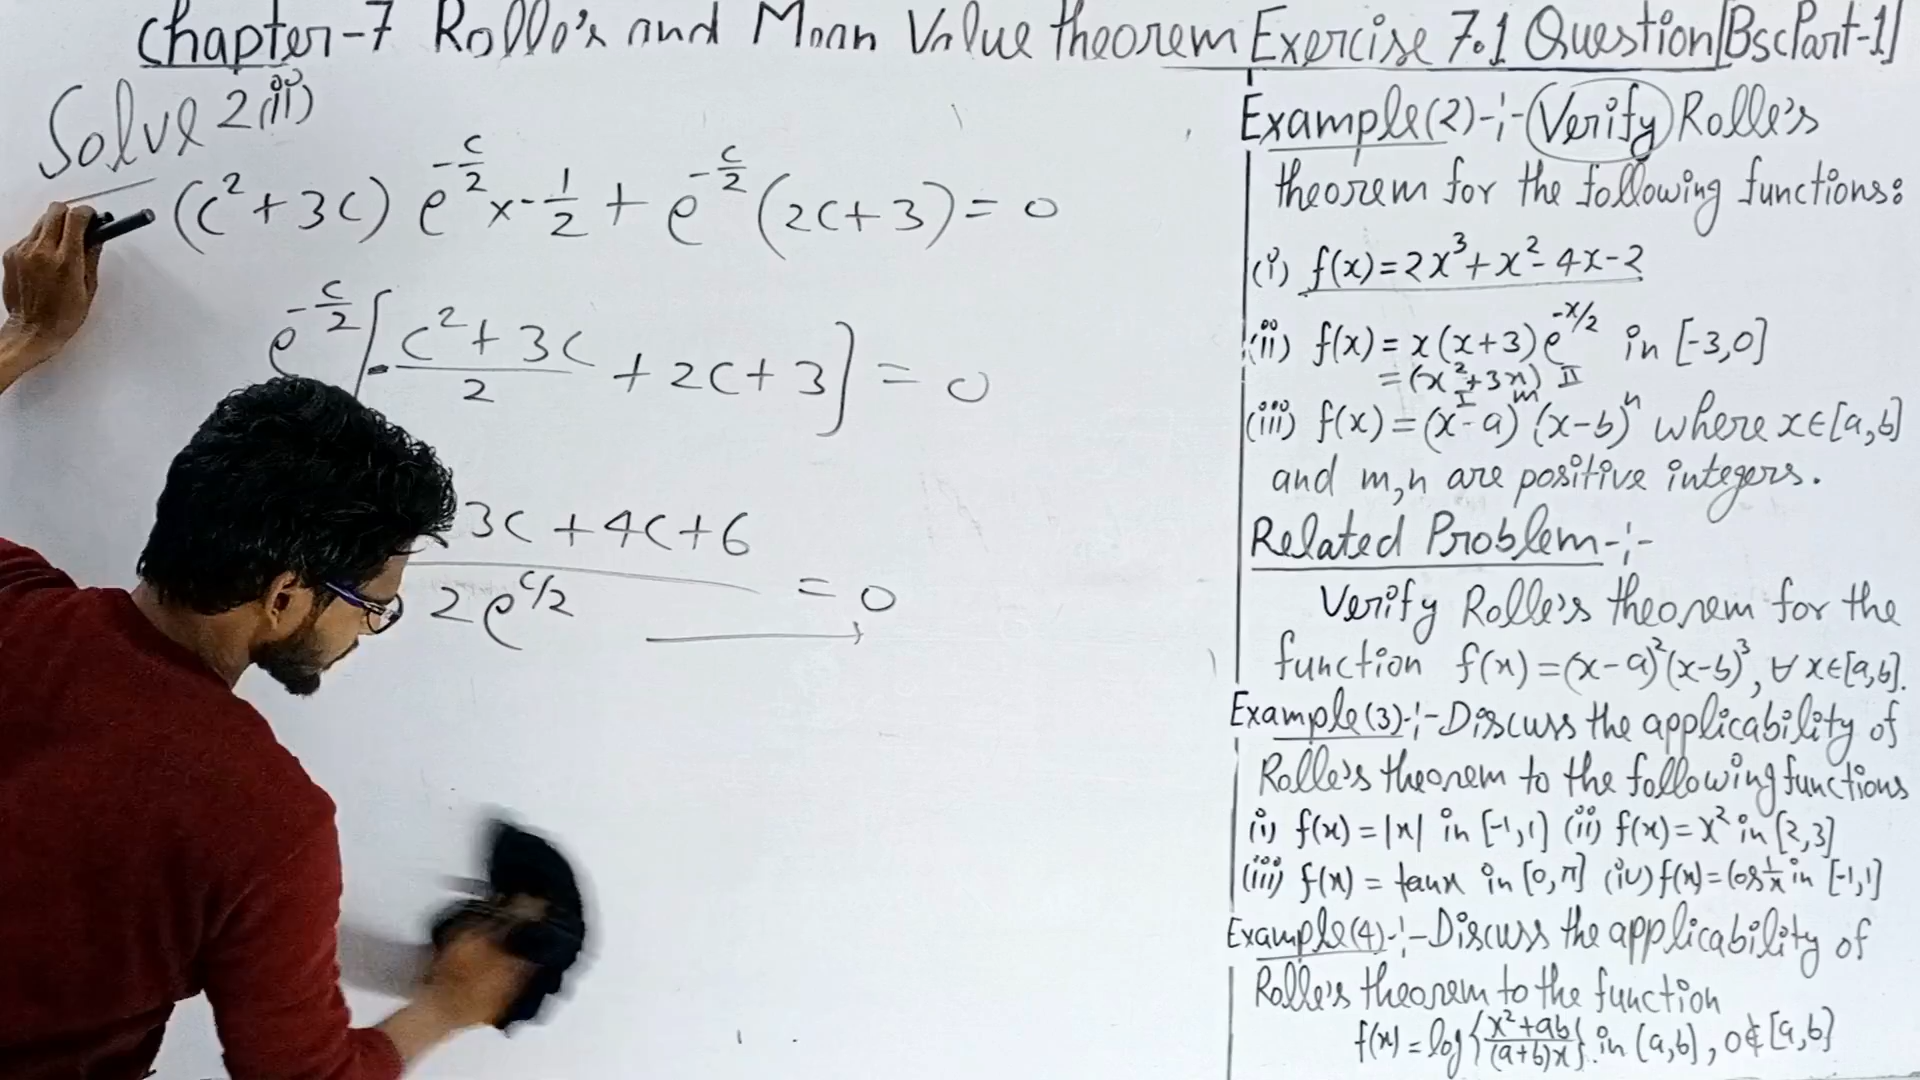 Chapter-7 Rolle's and Mean Value theorem Exercise 7.1 Question [Bsc Part-1]
Solve 2(ii)
(c²+3c) e^{-c/2} x -1/2 + e^{-c/2} (2c+3) = 0
e^{-c/2} [- (c²+3c)/2 + 2c+3] = 0
3c + 4c + 6
2e^{c/2} = 0
Example(2)-:- Verify Rolle's
theorem for the following functions:
(i) f(x) = 2x³+x²-4x-2
(ii) f(x) = x(x+3)e^{-x/2} in [-3,0]
= (x²+3x) II
I
(iii) f(x) = (x-a)^m (x-b)^n where x∈[a,b]
and m,n are positive integers.
Related Problem-:-
Verify Rolle's theorem for the
function f(x) = (x-a)²(x-b)³, ∀ x∈[a,b].
Example(3)-:- Discuss the applicability of
Rolle's theorem to the following functions
(i) f(x) = |x| in [-1,1] (ii) f(x) = x² in [2,3]
(iii) f(x) = tanx in [0,π] (iv) f(x) = cos 1/x in [-1,1]
Example(4)-:- Discuss the applicability of
Rolle's theorem to the function
f(x) = log{(x²+ab)/((a+b)x)} in [a,b], 0∉[a,b]